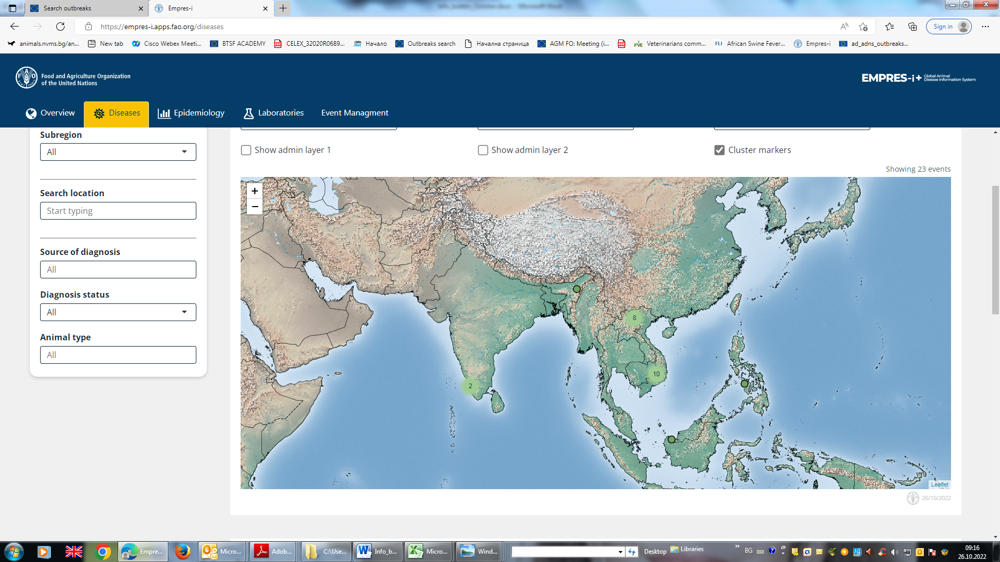 Search outbreaks
Empres-i
https://empres-i.apps.fao.org/diseases
Sign in
animals.nvms.bg/an...
New tab
Cisco Webex Meeti...
BTSF ACADEMY
CELEX_32020R0689...
Начало
Outbreaks search
Начална страница
AGM FO: Meeting (i...
Veterinarians comm...
FLI
African Swine Fever...
Empres-i
ad_adns_outbreaks...
Food and Agriculture Organization
of the United Nations
EMPRES-i+
Global Animal
Disease Information System
Overview
Diseases
Epidemiology
Laboratories
Event Managment
Subregion
All
Search location
Start typing
Source of diagnosis
All
Diagnosis status
All
Animal type
All
Show admin layer 1
Show admin layer 2
Cluster markers
Showing 23 events
+
−
8
10
2
Leaflet
26/10/2022
Empre...
Micro...
Adob...
C:\Use...
Info_b...
Micro...
Wind...
Desktop
Libraries
BG
09:16
26.10.2022